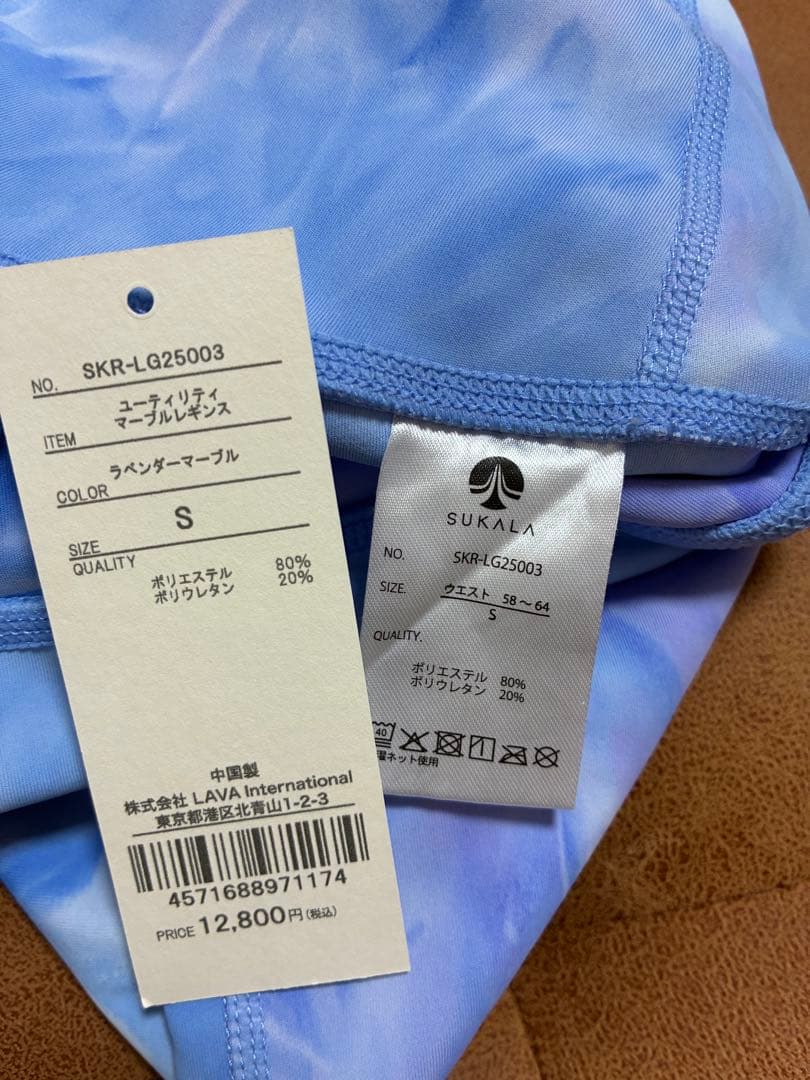 NO. SKR-LG25003
ユーティリティ
マーブルレギンス
ITEM
ラベンダーマーブル
COLOR
S
SIZE
QUALITY
ポリエステル 80%
ポリウレタン 20%
中国製
株式会社 LAVA International
東京都港区北青山1-2-3
4571688971174
PRICE 12,800円(税込)
SUKALA
NO. SKR-LG25003
SIZE. ウエスト 58~64
S
QUALITY.
ポリエステル 80%
ポリウレタン 20%
40
濯ネット使用